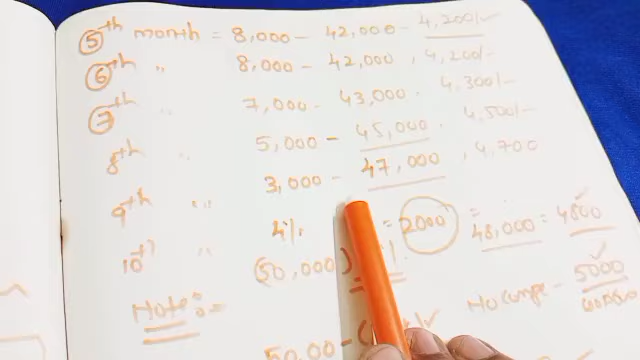 5th month = 8,000 - 42,000 - 4,200/-
6th " 8,000 - 42,000, 4,200/-
7th " 7,000 - 43,000 4,300/-
8th " 5,000 - 45,000 4,500/-
9th " 3,000 - 47,000, 4,700
10th " 4% = 2000 = 48,000 = 4800
(50,000)
Note :-
No - 5000
50,00 -